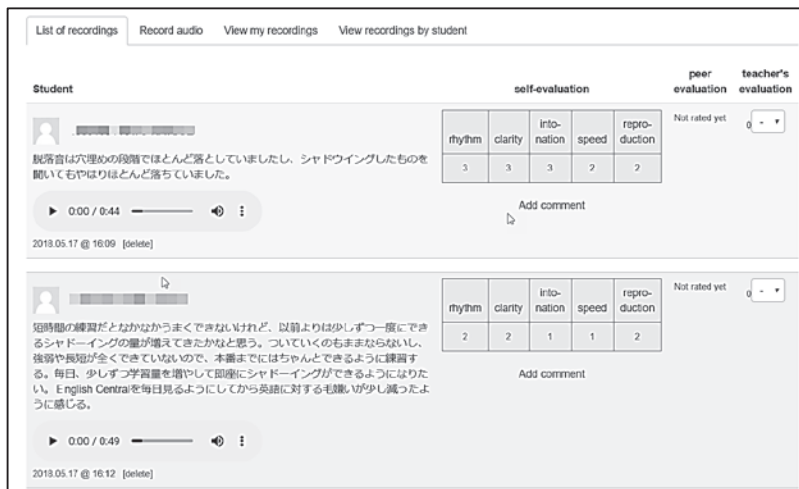 List of recordings Record audio View my recordings View recordings by student
Student self-evaluation peer evaluation teacher's evaluation
rhythm clarity into-nation speed repro-duction
3 3 3 2 2
Not rated yet 0 -
脱落音は穴埋めの段階でほとんど落としていましたし、シャドウイングしたものを
聞いてもやはりほとんど落ちていました。
Add comment
0:00 / 0:44
2018.05.17 @ 16:09 [delete]
rhythm clarity into-nation speed repro-duction
2 2 1 1 2
Not rated yet 0 -
短時間の練習だとなかなかうまくできないけれど、以前よりは少しずつ一度にでき
るシャドーイングの量が増えてきたかなと思う。ついていくのもままならないし、
強弱や長短が全くできていないので、本番までにはちゃんとできるように練習す
る。毎日、少しずつ学習量を増やして即座にシャドーイングができるようになりた
い。English Centralを毎日見るようにしてから英語に対する毛嫌いが少し減ったよ
うに感じる。
Add comment
0:00 / 0:49
2018.05.17 @ 16:12 [delete]